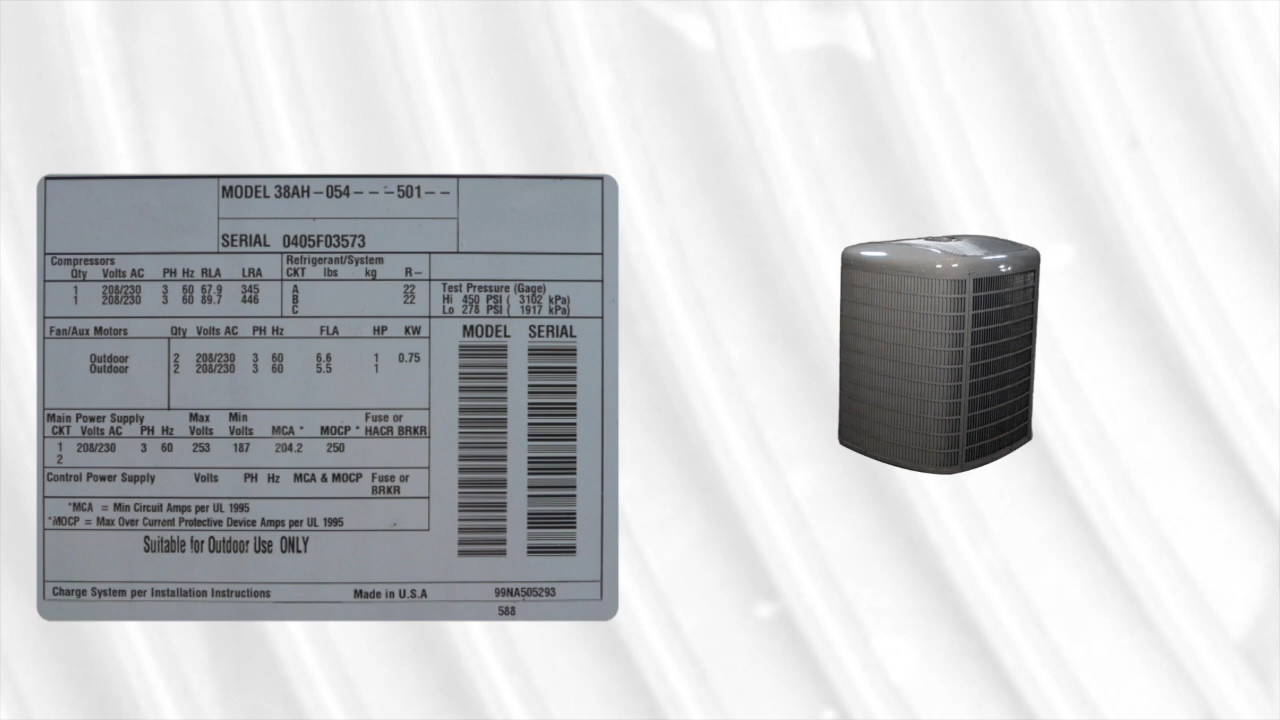 MODEL 38AH – 054 – – – 501 – –
SERIAL 0405F03573
Compressors
Qty Volts AC PH Hz RLA LRA
1 208/230 3 60 67.9 345
1 208/230 3 60 89.7 446
Refrigerant/System
CKT lbs kg R–
A 22
B 22
C
Test Pressure (Gage)
Hi 450 PSI ( 3102 kPa)
Lo 278 PSI ( 1917 kPa)
Fan/Aux Motors Qty Volts AC PH Hz FLA HP KW
Outdoor 2 208/230 3 60 6.6 1 0.75
Outdoor 2 208/230 3 60 5.5 1
MODEL SERIAL
Main Power Supply Max Min Fuse or
CKT Volts AC PH Hz Volts Volts MCA * MOCP * HACR BRKR
1 208/230 3 60 253 187 204.2 250
2
Control Power Supply Volts PH Hz MCA & MOCP Fuse or
BRKR
*MCA = Min Circuit Amps per UL 1995
*MOCP = Max Over Current Protective Device Amps per UL 1995
Suitable for Outdoor Use ONLY
Charge System per Installation Instructions Made in U.S.A 99NA505293
588